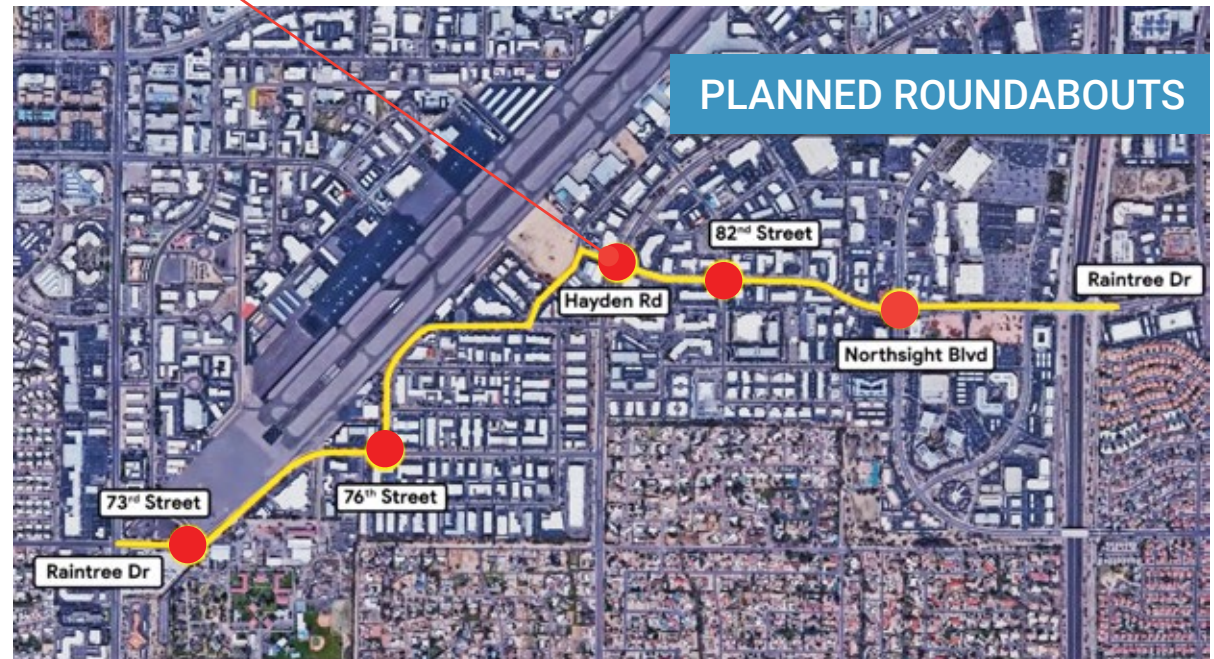 PLANNED ROUNDABOUTS
82nd Street
Raintree Dr
Hayden Rd
Northsight Blvd
73rd Street
76th Street
Raintree Dr